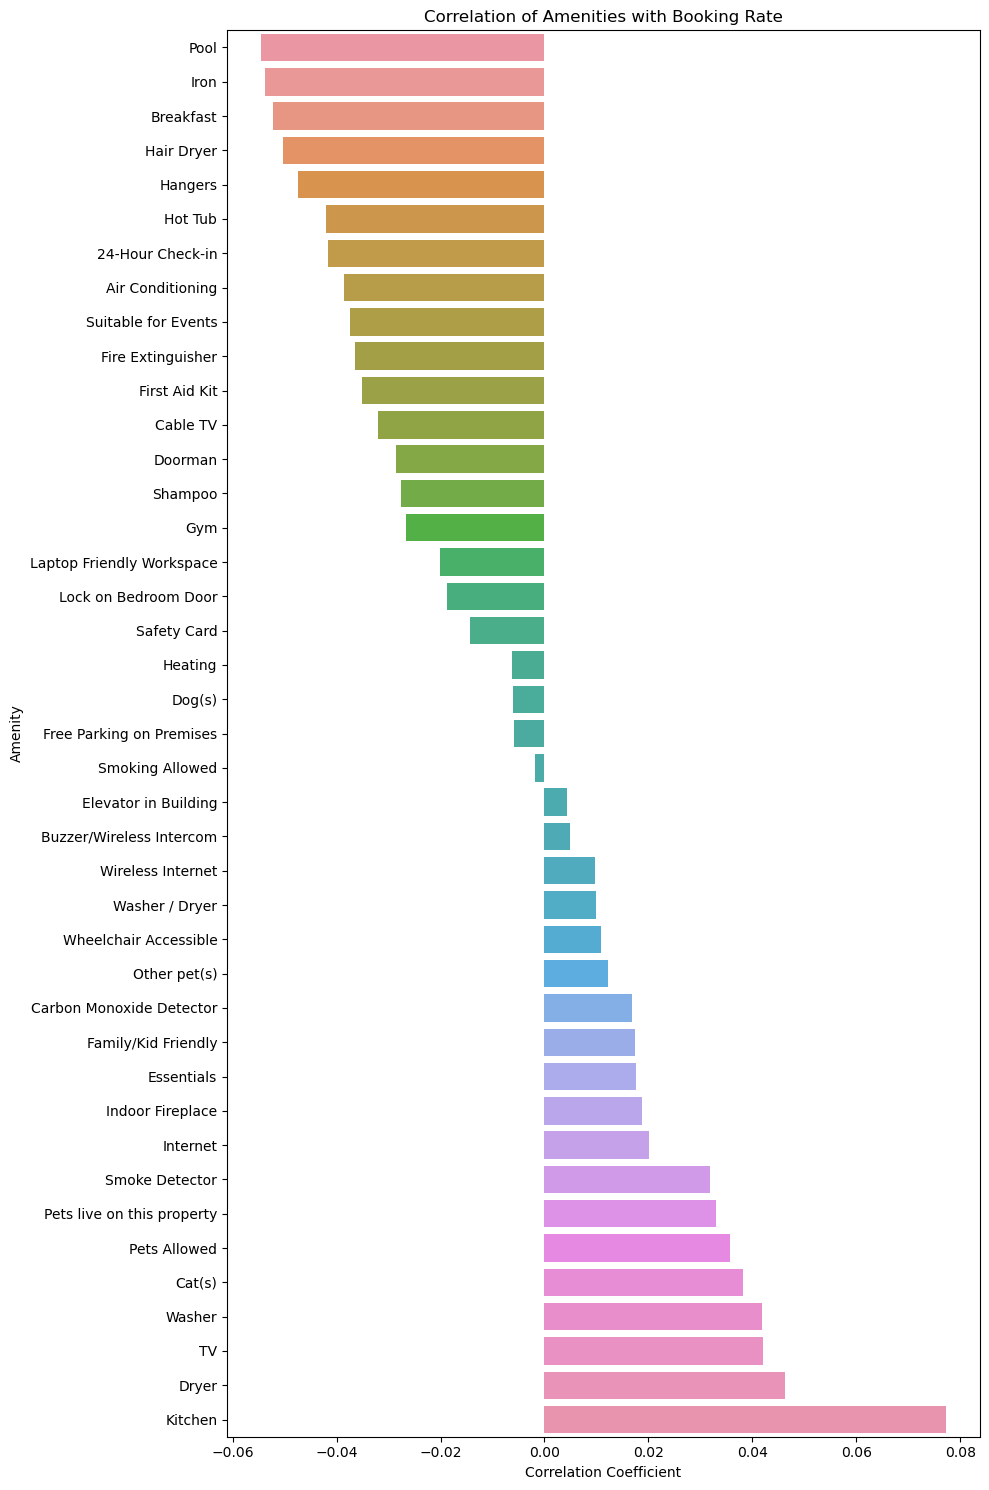 Correlation of Amenities with Booking Rate
Pool
Iron
Breakfast
Hair Dryer
Hangers
Hot Tub
24-Hour Check-in
Air Conditioning
Suitable for Events
Fire Extinguisher
First Aid Kit
Cable TV
Doorman
Shampoo
Gym
Laptop Friendly Workspace
Lock on Bedroom Door
Safety Card
Heating
Dog(s)
Free Parking on Premises
Smoking Allowed
Elevator in Building
Buzzer/Wireless Intercom
Wireless Internet
Washer / Dryer
Wheelchair Accessible
Other pet(s)
Carbon Monoxide Detector
Family/Kid Friendly
Essentials
Indoor Fireplace
Internet
Smoke Detector
Pets live on this property
Pets Allowed
Cat(s)
Washer
TV
Dryer
Kitchen
Amenity
−0.06 −0.04 −0.02 0.00 0.02 0.04 0.06 0.08
Correlation Coefficient